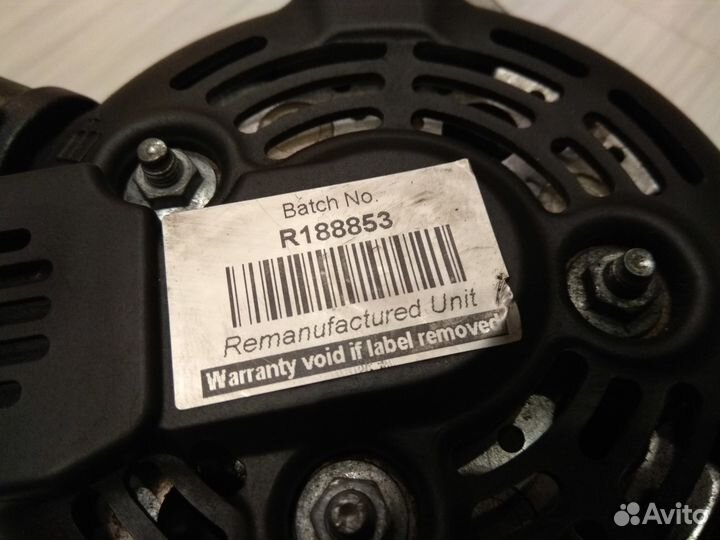 Batch No.
R188853
Remanufactured Unit
Warranty void if label removed
Avito